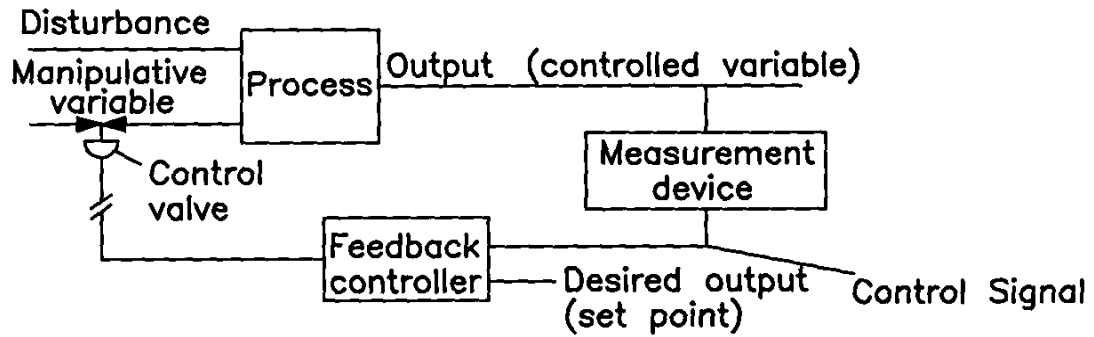 Disturbance
Manipulative
variable
Process
Output (controlled variable)
Control
valve
Measurement
device
Feedback
controller
Desired output
(set point)
Control Signal